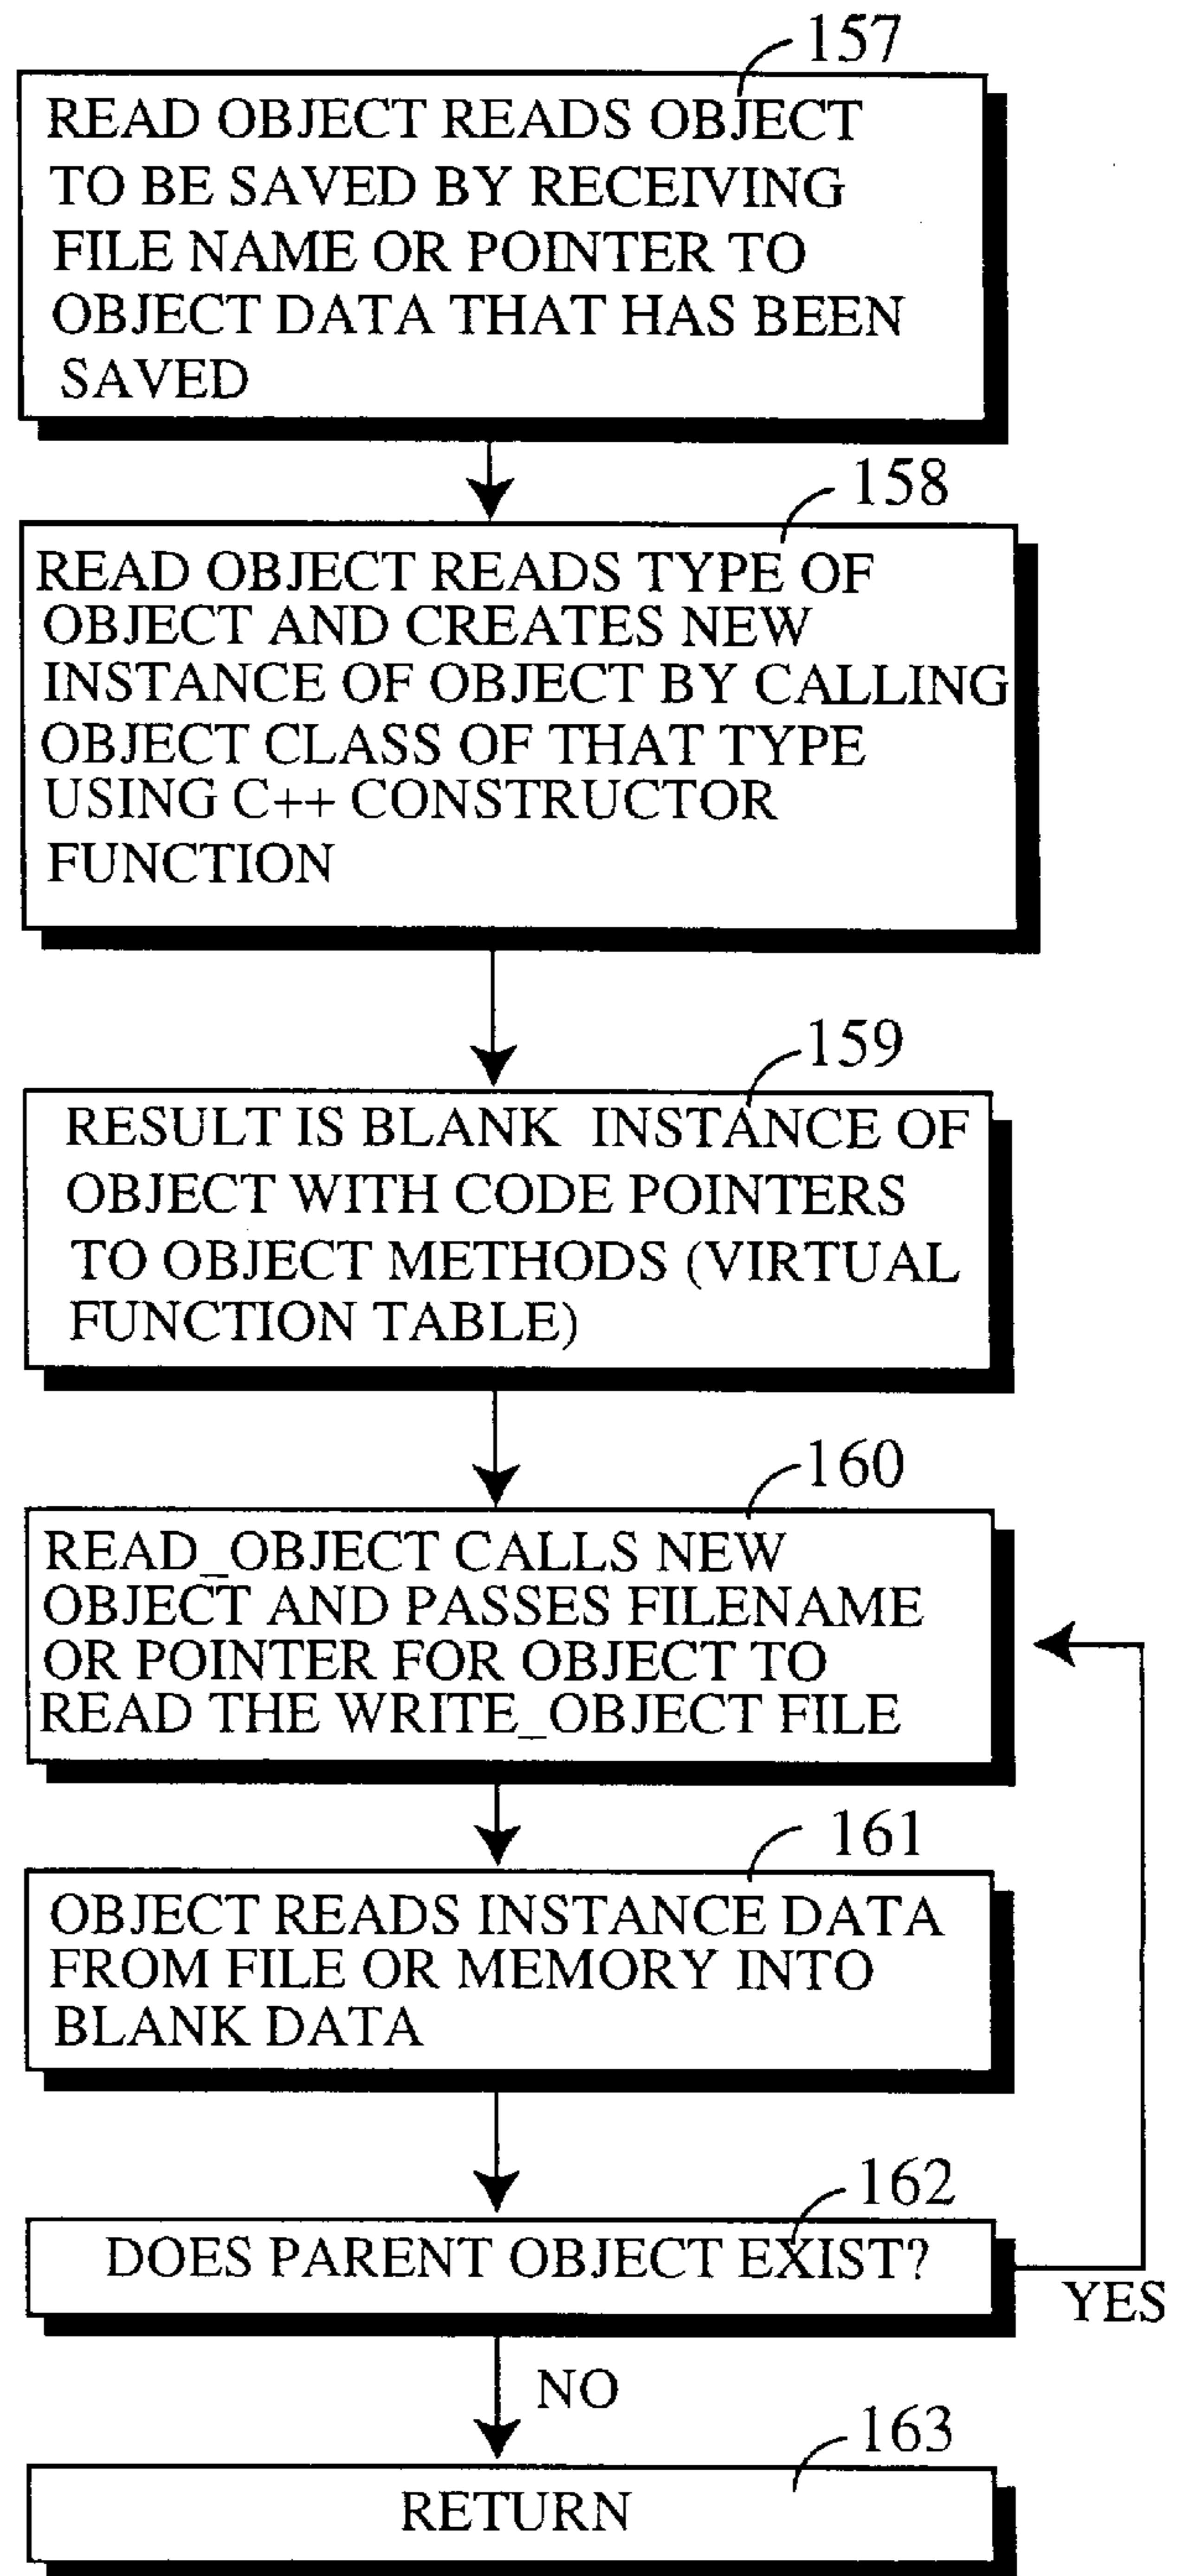 157
READ OBJECT READS OBJECT
TO BE SAVED BY RECEIVING
FILE NAME OR POINTER TO
OBJECT DATA THAT HAS BEEN
SAVED
158
READ OBJECT READS TYPE OF
OBJECT AND CREATES NEW
INSTANCE OF OBJECT BY CALLING
OBJECT CLASS OF THAT TYPE
USING C++ CONSTRUCTOR
FUNCTION
159
RESULT IS BLANK INSTANCE OF
OBJECT WITH CODE POINTERS
TO OBJECT METHODS (VIRTUAL
FUNCTION TABLE)
160
READ_OBJECT CALLS NEW
OBJECT AND PASSES FILENAME
OR POINTER FOR OBJECT TO
READ THE WRITE_OBJECT FILE
161
OBJECT READS INSTANCE DATA
FROM FILE OR MEMORY INTO
BLANK DATA
162
DOES PARENT OBJECT EXIST?
YES
NO
163
RETURN